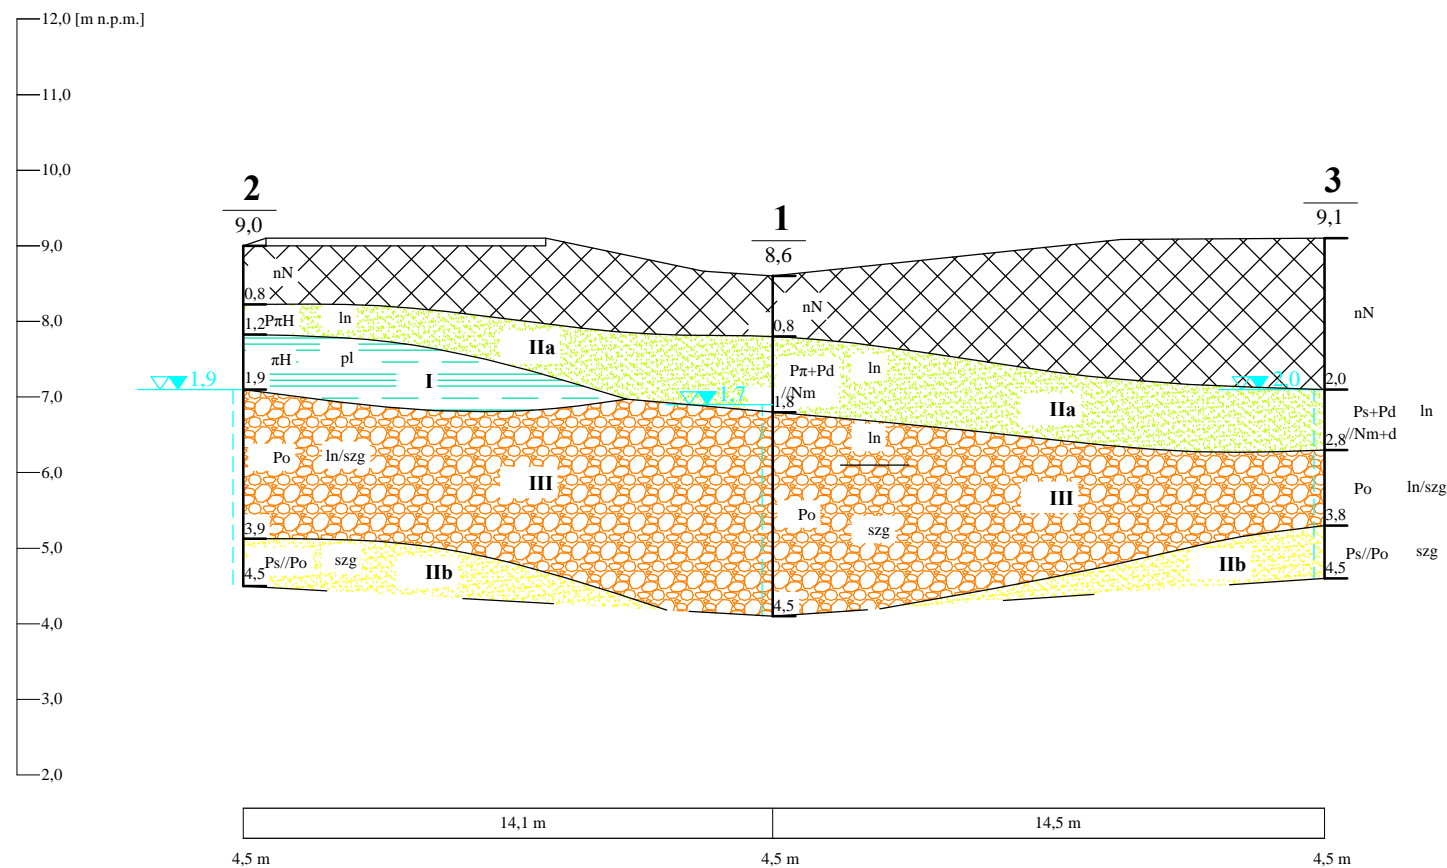 12,0 [m n.p.m.]
11,0
10,0
9,0
8,0
7,0
6,0
5,0
4,0
3,0
2,0
2
9,0
1
8,6
3
9,1
nN
0,8
PπH
ln
1,2
πH
pl
I
1,9
1,9
Po
ln/szg
III
3,9
Ps//Po
szg
IIb
4,5
IIa
1,7
nN
0,8
Pπ+Pd
//Nm
ln
1,8
ln
IIa
Po
szg
III
4,5
nN
2,0
2,0
Ps+Pd
//Nm+d
ln
2,8
Po
ln/szg
3,8
Ps//Po
szg
IIb
4,5
14,1 m
14,5 m
4,5 m
4,5 m
4,5 m